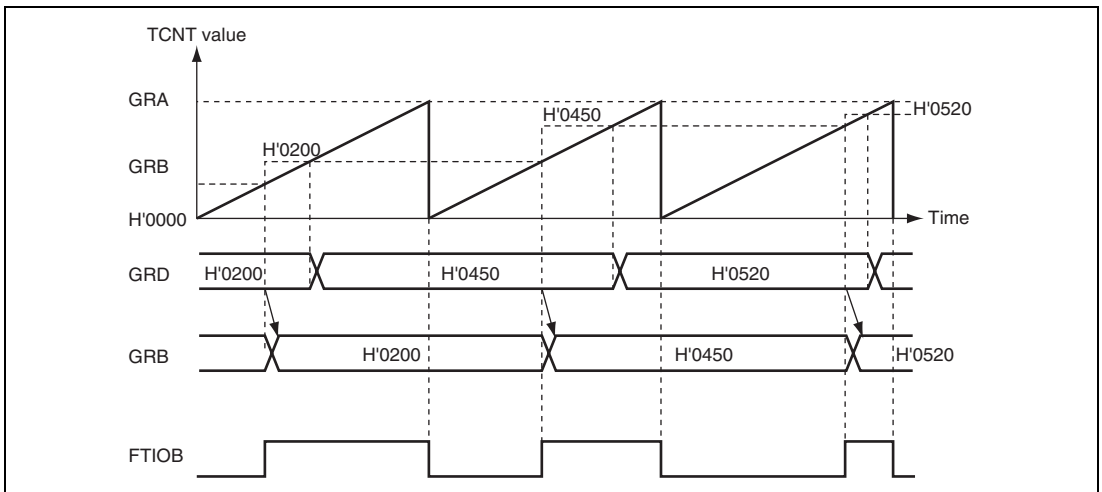 TCNT value
GRA
H'0450
H'0520
H'0200
GRB
H'0000
Time
GRD
H'0200
H'0450
H'0520
GRB
H'0200
H'0450
H'0520
FTIOB